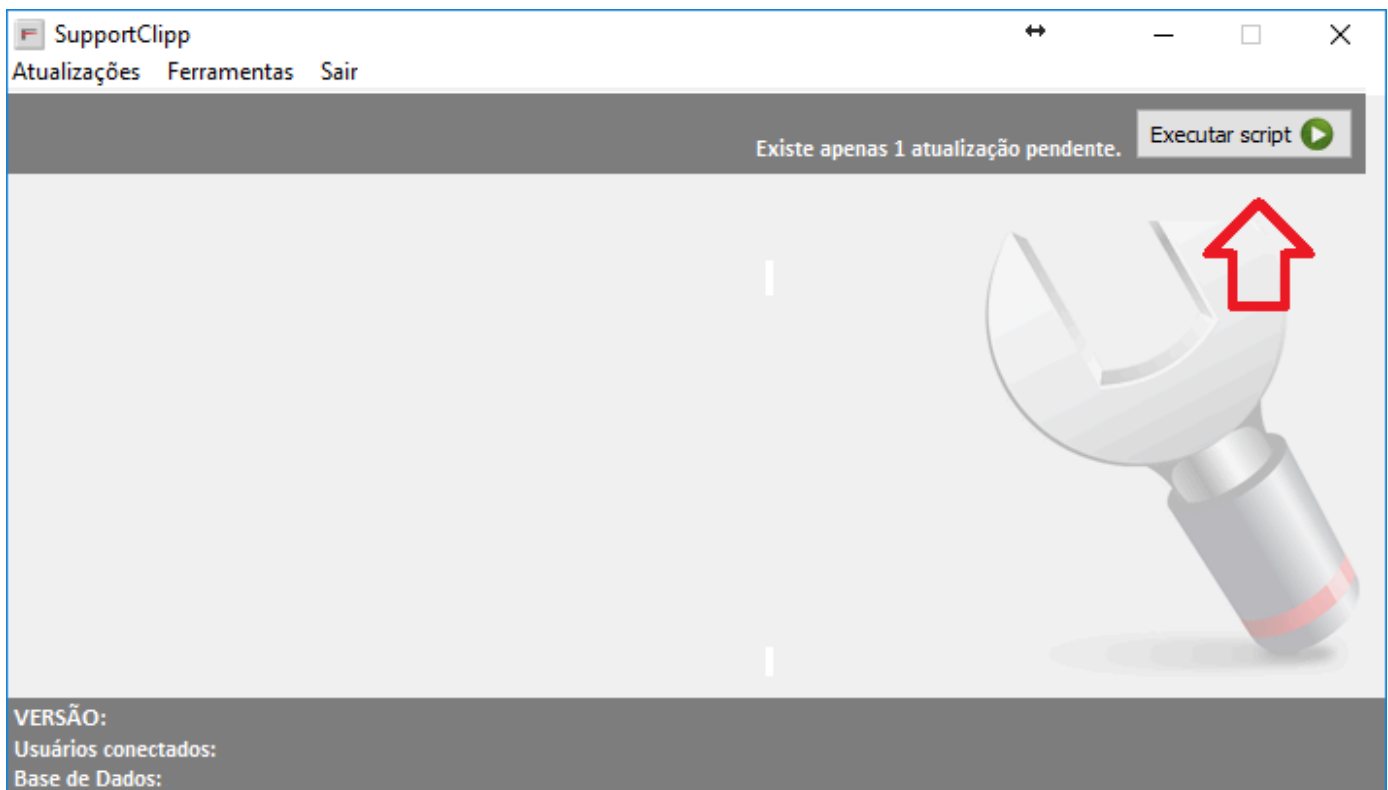 SupportClipp
Atualizações Ferramentas Sair
Existe apenas 1 atualização pendente. Executar script
VERSÃO:
Usuários conectados:
Base de Dados: